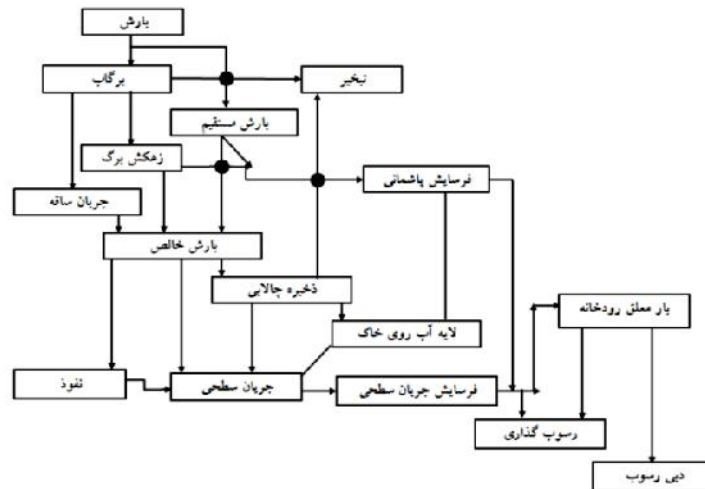 بارش
برگاب
تبخیر
بارش مستقیم
زهکش برگ
فرسایش پاشمانی
جریان ساقه
بارش خالص
ذخیره چالابی
بار معلق رودخانه
لایه آب روی خاک
نفوذ
جریان سطحی
فرسایش جریان سطحی
رسوب گذاری
دبی رسوب